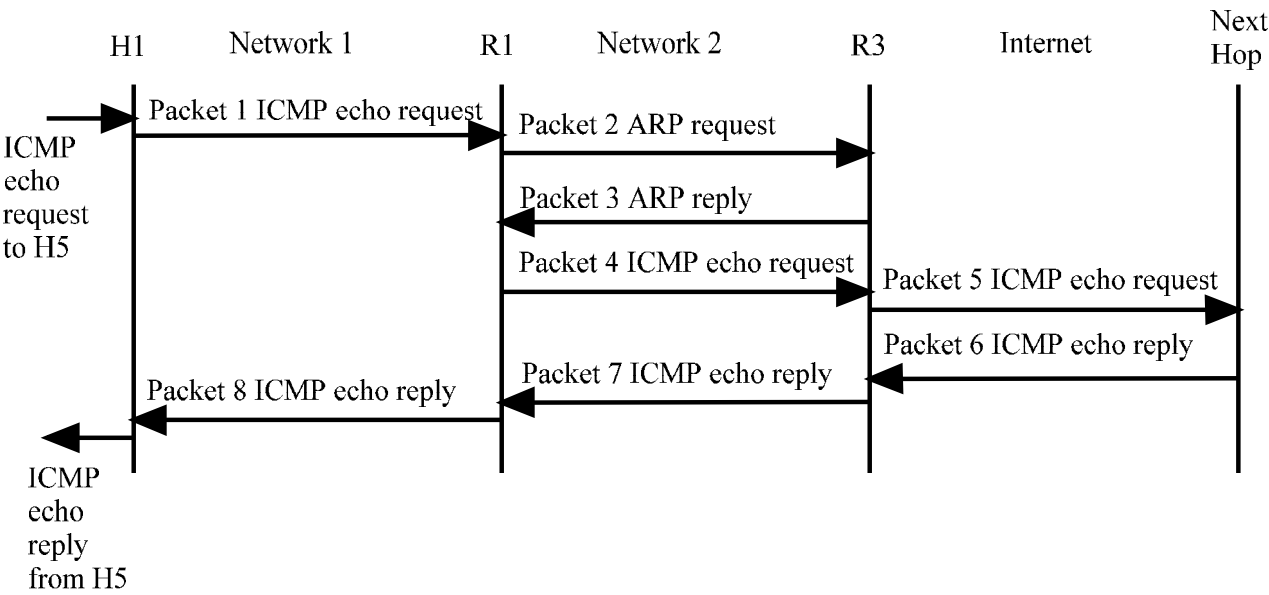 H1 Network 1 R1 Network 2 R3 Internet Next
Hop
Packet 1 ICMP echo request
Packet 2 ARP request
ICMP
echo
request
to H5
Packet 3 ARP reply
Packet 4 ICMP echo request
Packet 5 ICMP echo request
Packet 6 ICMP echo reply
Packet 7 ICMP echo reply
Packet 8 ICMP echo reply
ICMP
echo
reply
from H5